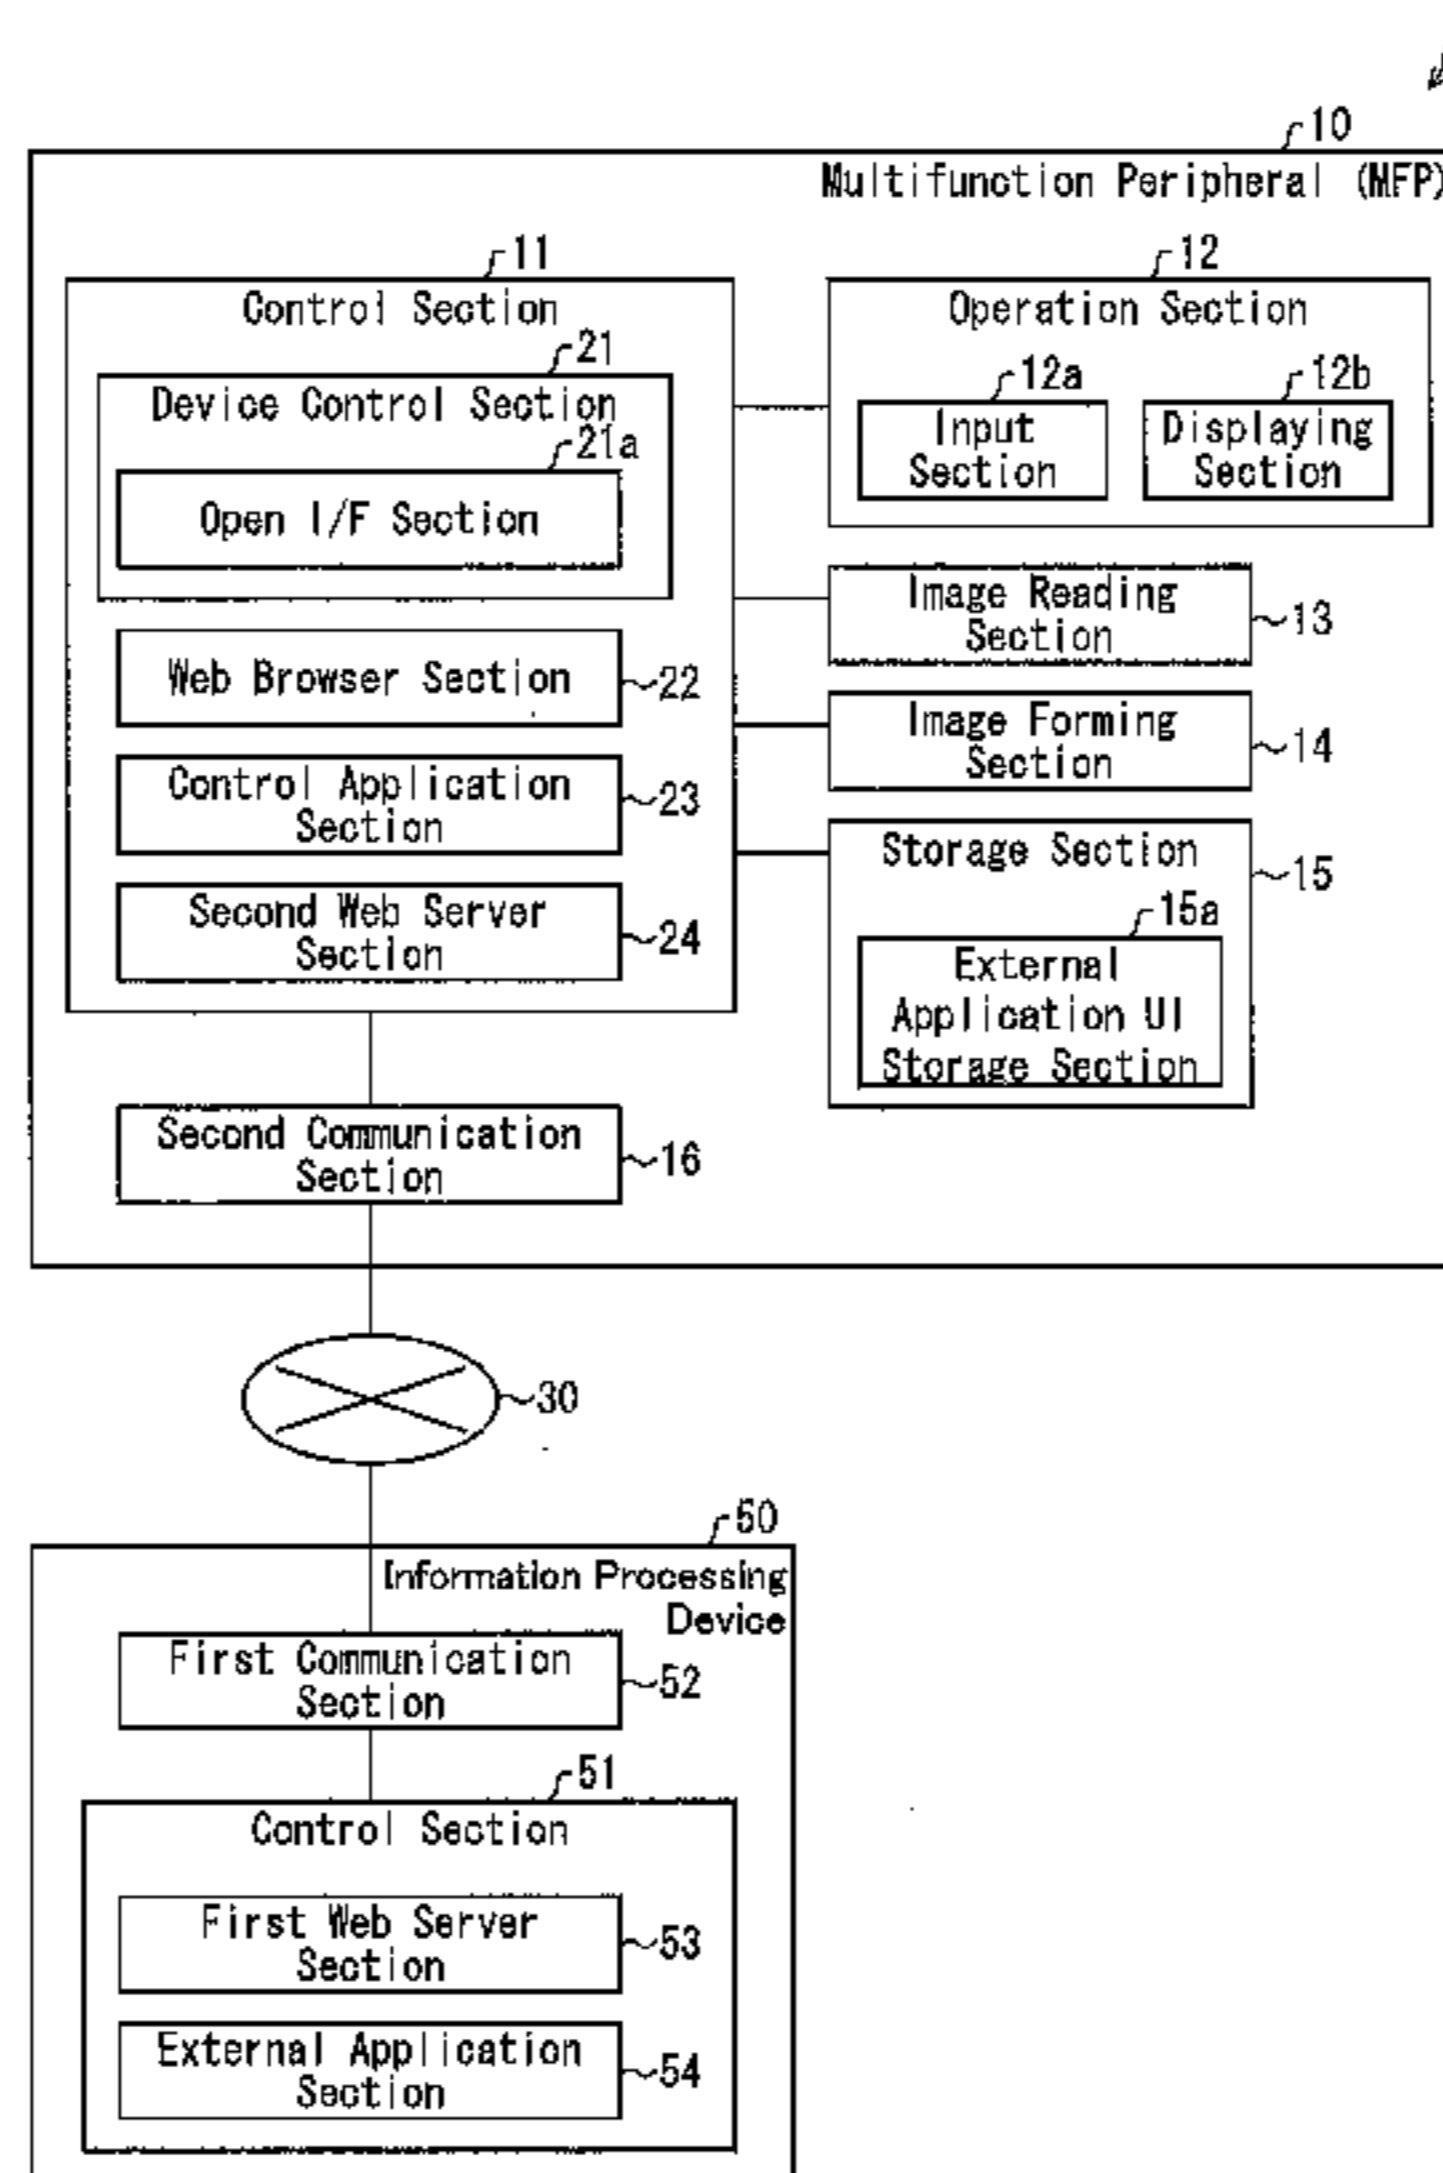 10
Multifunction Peripheral (MFP)
11
Control Section
21
Device Control Section
21a
Open I/F Section
Web Browser Section
22
Control Application
Section
23
Second Web Server
Section
24
12
Operation Section
12a
Input
Section
12b
Displaying
Section
Image Reading
Section
13
Image Forming
Section
14
Storage Section
15
15a
External
Application UI
Storage Section
Second Communication
Section
16
30
50
Information Processing
Device
First Communication
Section
52
51
Control Section
First Web Server
Section
53
External Application
Section
54